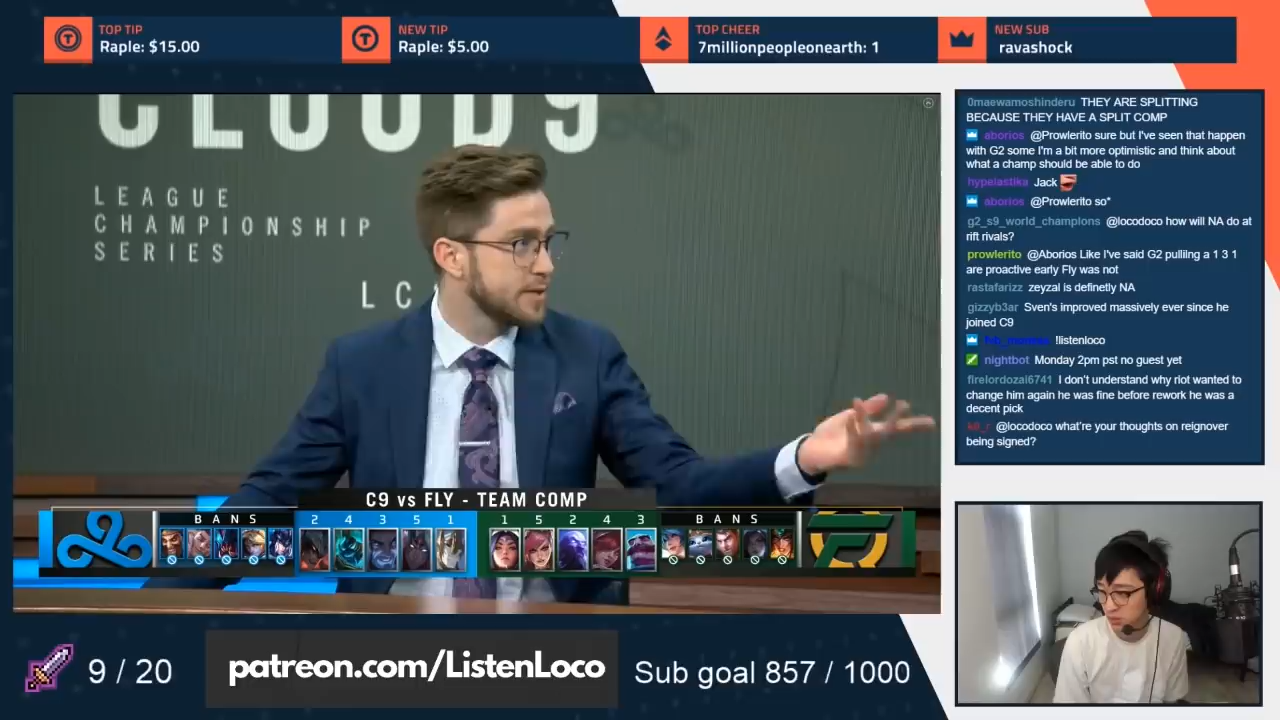 TOP TIP
Raple: $15.00
NEW TIP
Raple: $5.00
TOP CHEER
7millionpeopleonearth: 1
NEW SUB
ravashock
CLOUD9
LEAGUE
CHAMPIONSHIP
SERIES
LC
C9 vs FLY - TEAM COMP
BANS
2 4 3 5 1
1 5 2 4 3
BANS
0maewamoshinderu THEY ARE SPLITTING
BECAUSE THEY HAVE A SPLIT COMP
aborios @Prowlerito sure but I've seen that happen
with G2 some I'm a bit more optimistic and think about
what a champ should be able to do
hypelastika Jack
aborios @Prowlerito so*
g2_s9_world_champions @locodoco how will NA do at
rift rivals?
prowlerito @Aborios Like I've said G2 pullilng a 1 3 1
are proactive early Fly was not
rastafarizz zeyzal is definetly NA
gizzyb3ar Sven's improved massively ever since he
joined C9
!listenloco
nightbot Monday 2pm pst no guest yet
firelordozai6741 I don't understand why riot wanted to
change him again he was fine before rework he was a
decent pick
@locodoco what're your thoughts on reignover
being signed?
9 / 20
patreon.com/ListenLoco
Sub goal 857 / 1000